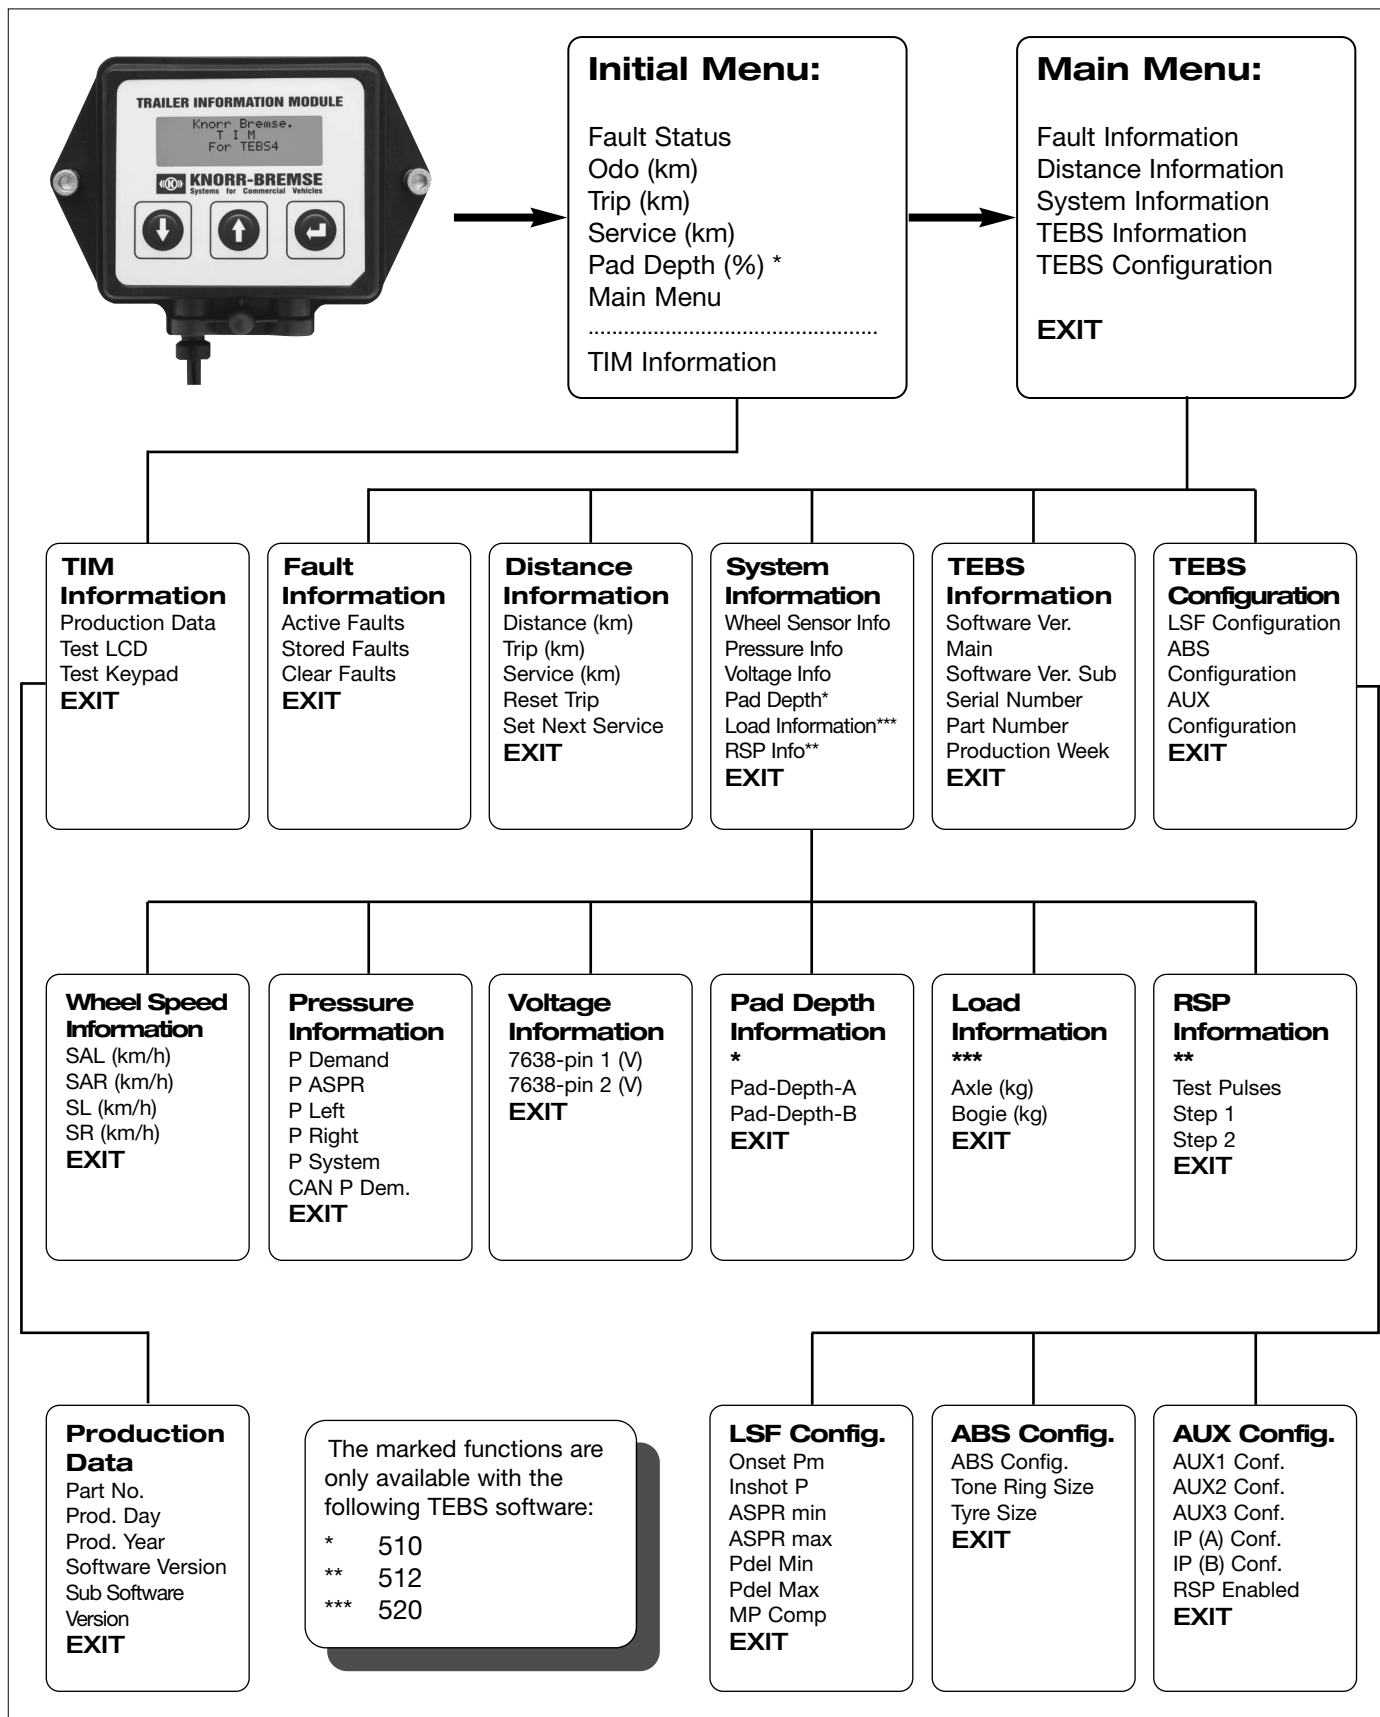 TRAILER INFORMATION MODULE
Knorr Bremse.
T I M
For TEBS4
((K)) KNORR-BREMSE
Systems for Commercial Vehicles
Initial Menu:
Fault Status
Odo (km)
Trip (km)
Service (km)
Pad Depth (%) *
Main Menu
.................................................
TIM Information
Main Menu:
Fault Information
Distance Information
System Information
TEBS Information
TEBS Configuration
EXIT
TIM
Information
Production Data
Test LCD
Test Keypad
EXIT
Fault
Information
Active Faults
Stored Faults
Clear Faults
EXIT
Distance
Information
Distance (km)
Trip (km)
Service (km)
Reset Trip
Set Next Service
EXIT
System
Information
Wheel Sensor Info
Pressure Info
Voltage Info
Pad Depth*
Load Information***
RSP Info**
EXIT
TEBS
Information
Software Ver.
Main
Software Ver. Sub
Serial Number
Part Number
Production Week
EXIT
TEBS
Configuration
LSF Configuration
ABS
Configuration
AUX
Configuration
EXIT
Wheel Speed
Information
SAL (km/h)
SAR (km/h)
SL (km/h)
SR (km/h)
EXIT
Pressure
Information
P Demand
P ASPR
P Left
P Right
P System
CAN P Dem.
EXIT
Voltage
Information
7638-pin 1 (V)
7638-pin 2 (V)
EXIT
Pad Depth
Information
*
Pad-Depth-A
Pad-Depth-B
EXIT
Load
Information
***
Axle (kg)
Bogie (kg)
EXIT
RSP
Information
**
Test Pulses
Step 1
Step 2
EXIT
Production
Data
Part No.
Prod. Day
Prod. Year
Software Version
Sub Software
Version
EXIT
The marked functions are
only available with the
following TEBS software:
* 510
** 512
*** 520
LSF Config.
Onset Pm
Inshot P
ASPR min
ASPR max
Pdel Min
Pdel Max
MP Comp
EXIT
ABS Config.
ABS Config.
Tone Ring Size
Tyre Size
EXIT
AUX Config.
AUX1 Conf.
AUX2 Conf.
AUX3 Conf.
IP (A) Conf.
IP (B) Conf.
RSP Enabled
EXIT